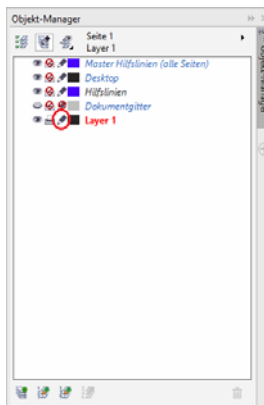 Objekt-Manager
Seite 1
Layer 1
Master Hilfslinien (alle Seiten)
Desktop
Hilfslinien
Dokumentgitter
Layer 1